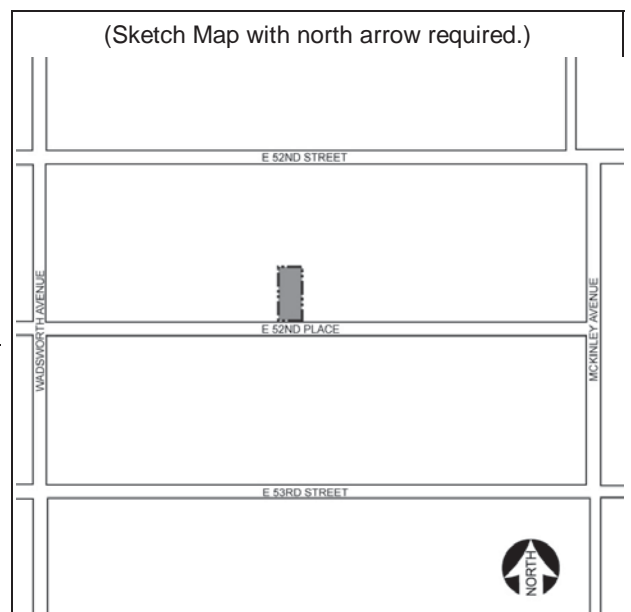 (Sketch Map with north arrow required.)
E 52ND STREET
WADSWORTH AVENUE
MCKINLEY AVENUE
E 52ND PLACE
E 53RD STREET
NORTH